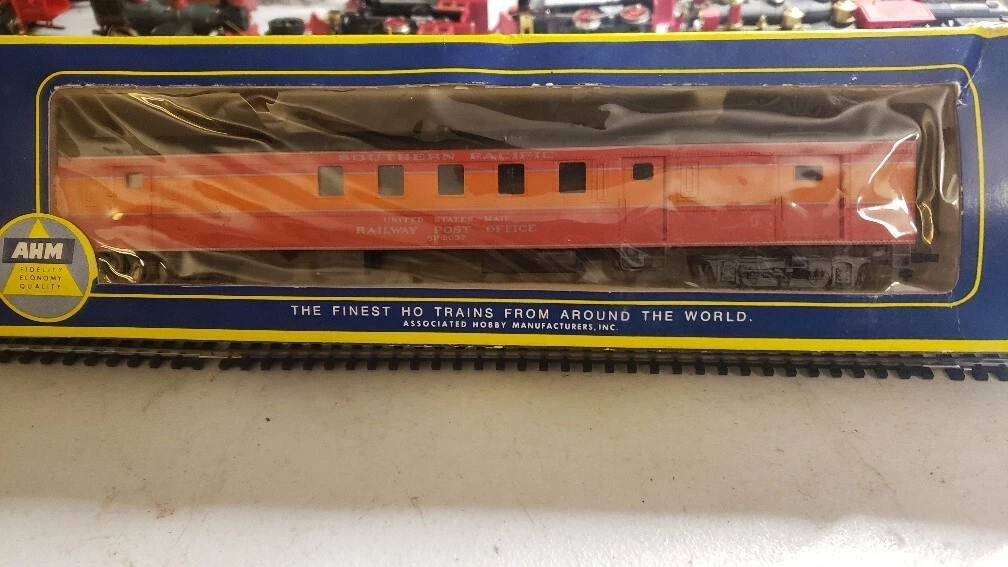 SOUTHERN PACIFIC
UNITED STATES MAIL
RAILWAY POST OFFICE
AHM
FIDELITY
ECONOMY
QUALITY
THE FINEST HO TRAINS FROM AROUND THE WORLD.
ASSOCIATED HOBBY MANUFACTURERS, INC.